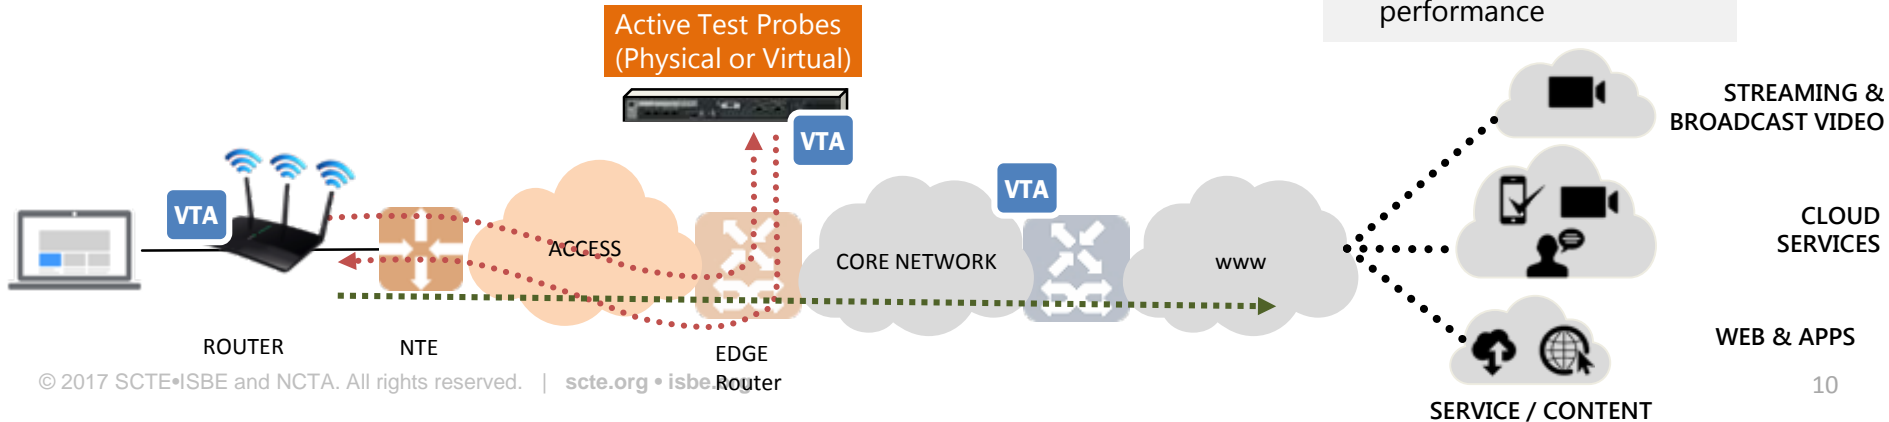 performance
Active Test Probes
(Physical or Virtual)
VTA
STREAMING &
BROADCAST VIDEO
VTA
VTA
ACCESS
CORE NETWORK
www
CLOUD
SERVICES
ROUTER
NTE
EDGE
Router
WEB & APPS
© 2017 SCTE•ISBE and NCTA. All rights reserved. | scte.org • isbe.org
10
SERVICE / CONTENT